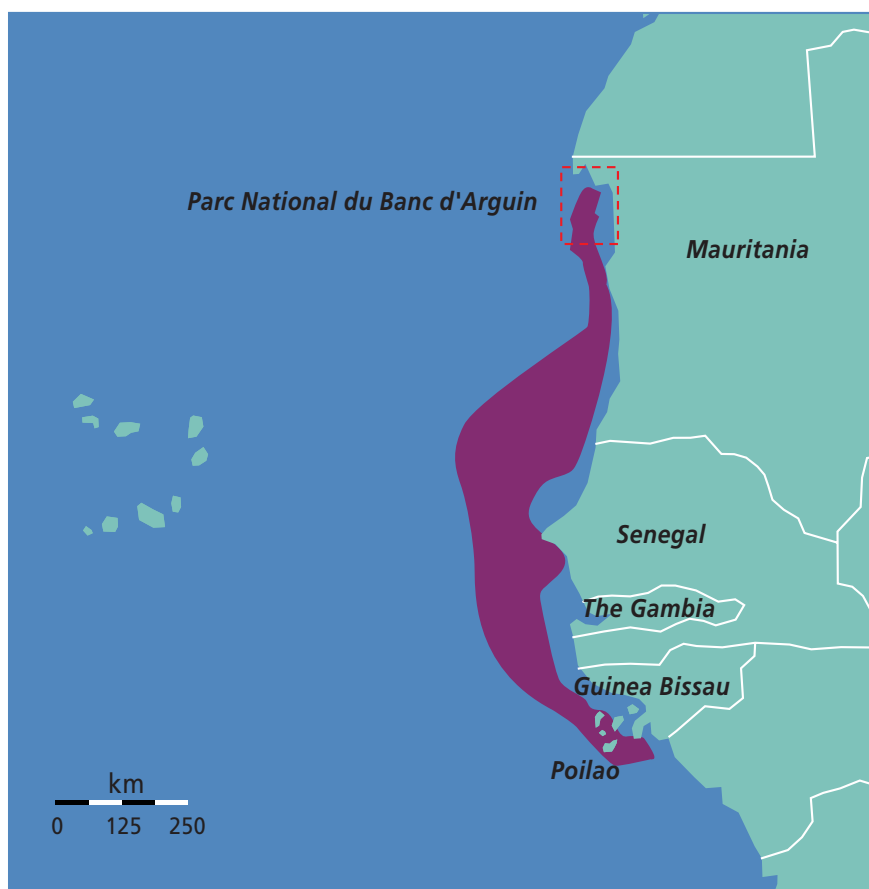 Parc National du Banc d'Arguin
Mauritania
Senegal
The Gambia
Guinea Bissau
Poilao
km
0 125 250